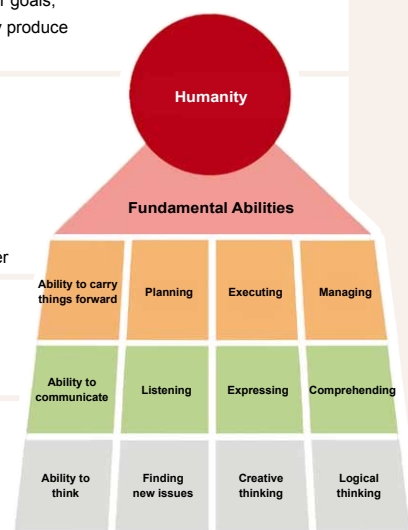 goals,
produce
Humanity
Fundamental Abilities
Ability to carry
things forward
Planning
Executing
Managing
Ability to
communicate
Listening
Expressing
Comprehending
Ability to
think
Finding
new issues
Creative
thinking
Logical
thinking